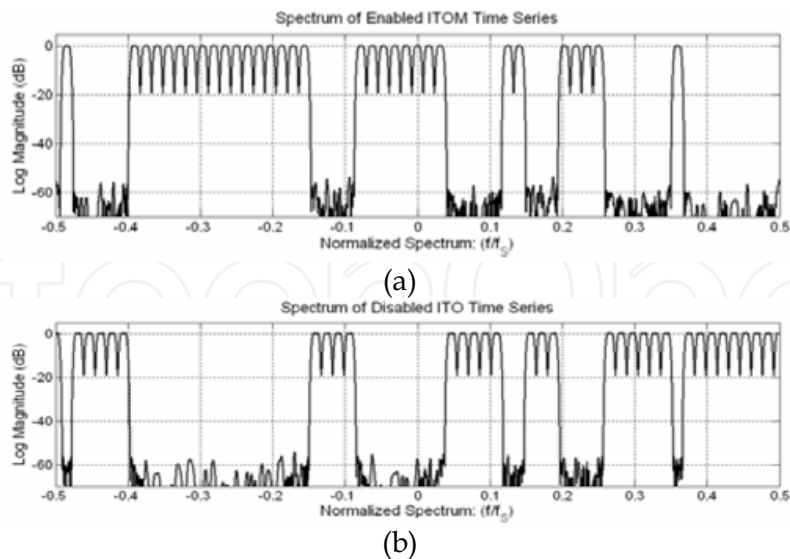 Spectrum of Enabled ITOM Time Series
Log Magnitude (dB)
0
-20
-40
-60
-0.5 -0.4 -0.3 -0.2 -0.1 0 0.1 0.2 0.3 0.4 0.5
Normalized Spectrum: (f/fS)
(a)
Spectrum of Disabled ITO Time Series
Log Magnitude (dB)
0
-20
-40
-60
-0.5 -0.4 -0.3 -0.2 -0.1 0 0.1 0.2 0.3 0.4 0.5
Normalized Spectrum: (f/fS)
(b)